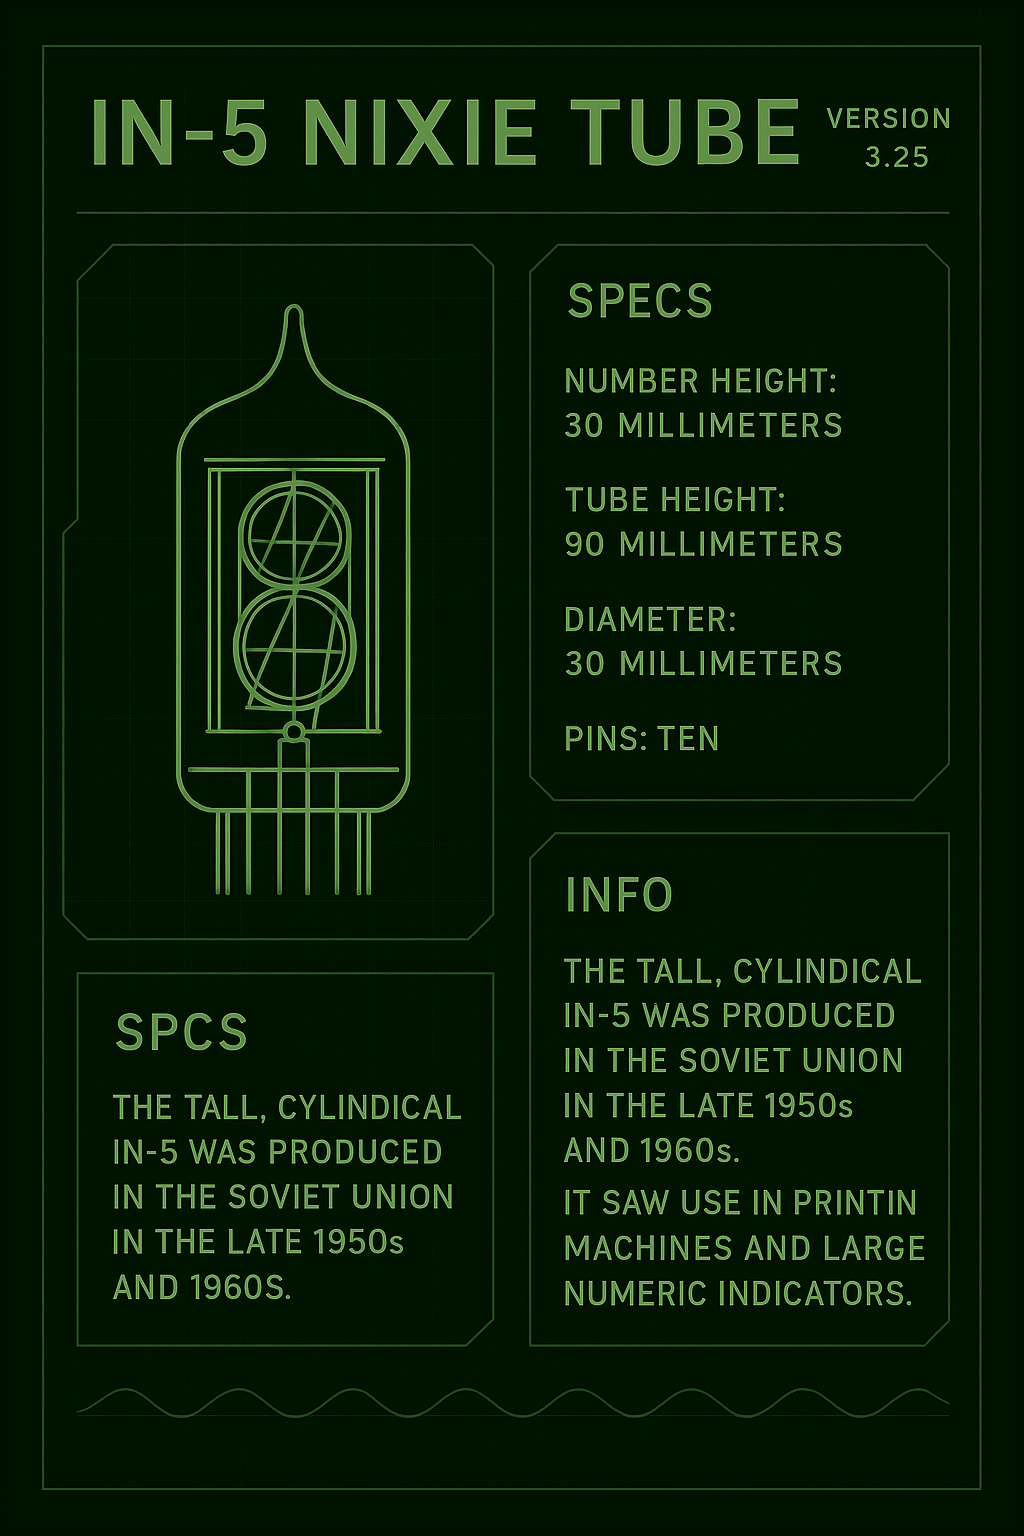 IN-5 NIXIE TUBE
VERSION
3.25
SPECS
NUMBER HEIGHT:
30 MILLIMETERS
TUBE HEIGHT:
90 MILLIMETERS
DIAMETER:
30 MILLIMETERS
PINS: TEN
SPCS
THE TALL, CYLINDICAL
IN-5 WAS PRODUCED
IN THE SOVIET UNION
IN THE LATE 1950s
AND 1960S.
INFO
THE TALL, CYLINDICAL
IN-5 WAS PRODUCED
IN THE SOVIET UNION
IN THE LATE 1950s
AND 1960s.
IT SAW USE IN PRINTIN
MACHINES AND LARGE
NUMERIC INDICATORS.